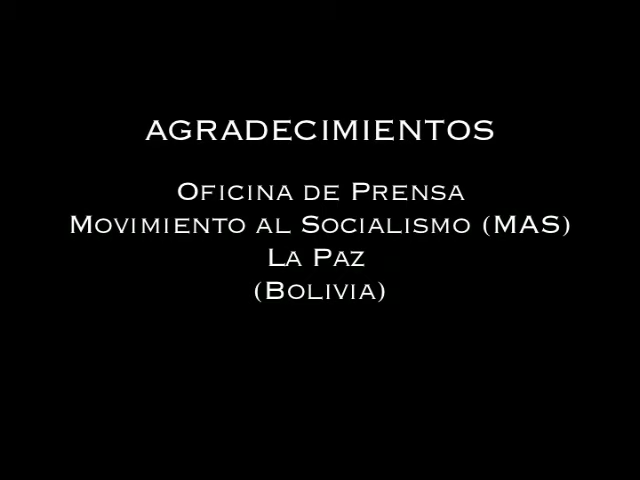 AGRADECIMIENTOS
OFICINA DE PRENSA
MOVIMIENTO AL SOCIALISMO (MAS)
LA PAZ
(BOLIVIA)